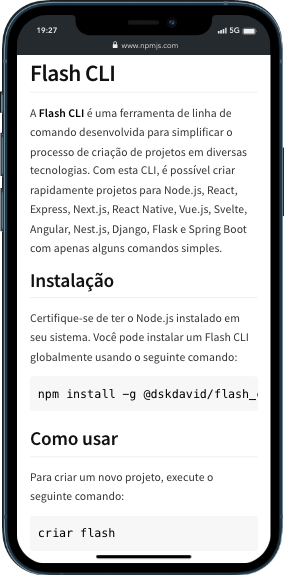 19:27
5G
www.npmjs.com
Flash CLI
A Flash CLI é uma ferramenta de linha de
comando desenvolvida para simplificar o
processo de criação de projetos em diversas
tecnologias. Com esta CLI, é possível criar
rapidamente projetos para Node.js, React,
Express, Next.js, React Native, Vue.js, Svelte,
Angular, Nest.js, Django, Flask e Spring Boot
com apenas alguns comandos simples.
Instalação
Certifique-se de ter o Node.js instalado em
seu sistema. Você pode instalar um Flash CLI
globalmente usando o seguinte comando:
npm install -g @dskdavid/flash_
Como usar
Para criar um novo projeto, execute o
seguinte comando:
criar flash